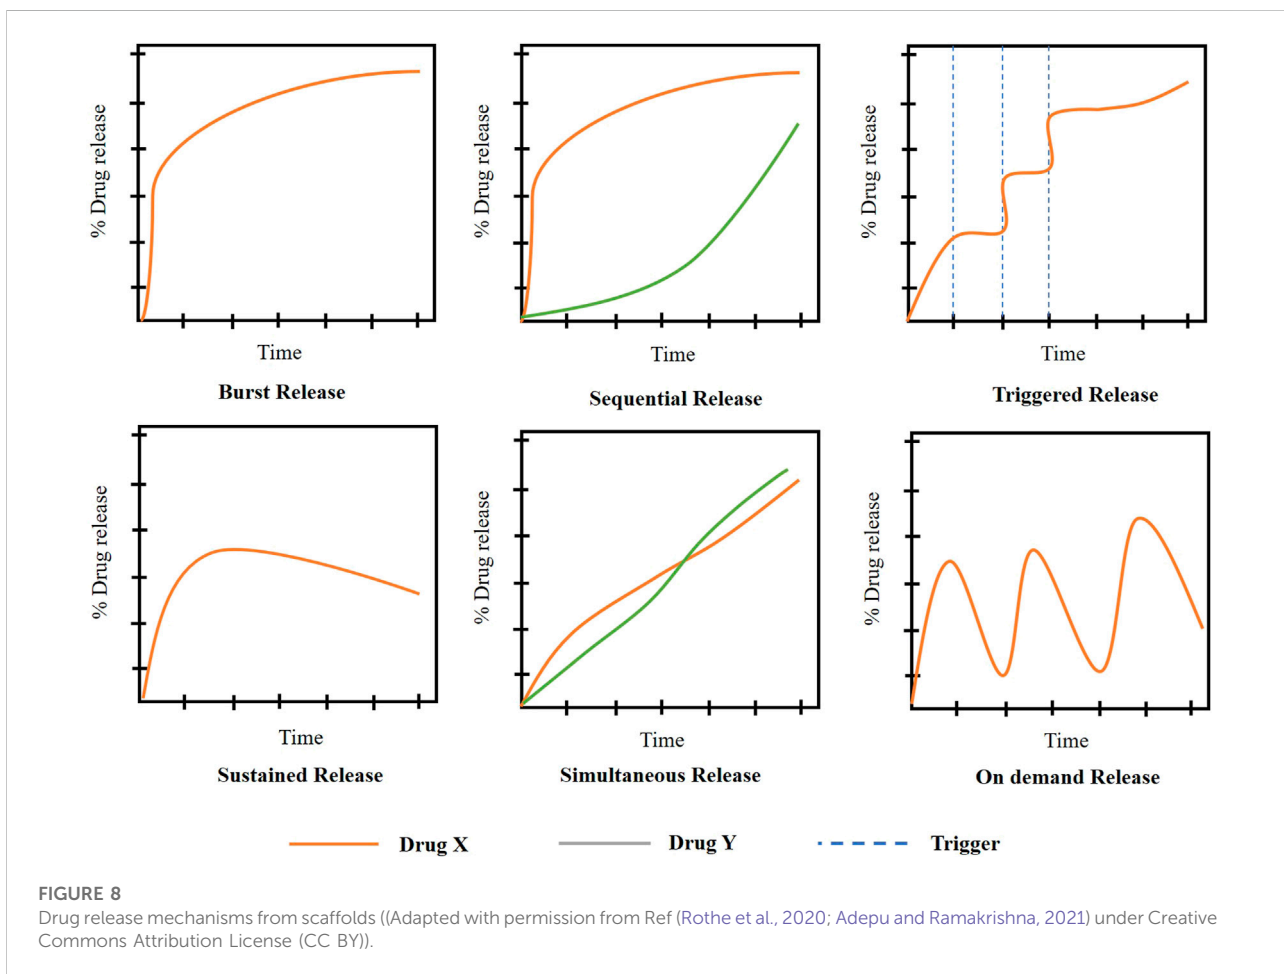 % Drug release
Time
Burst Release
% Drug release
Time
Sequential Release
% Drug release
Time
Triggered Release
% Drug release
Time
Sustained Release
% Drug release
Time
Simultaneous Release
% Drug release
Time
On demand Release
Drug X
Drug Y
Trigger
FIGURE 8
Drug release mechanisms from scaffolds ((Adapted with permission from Ref (Rothe et al., 2020; Adepu and Ramakrishna, 2021) under Creative
Commons Attribution License (CC BY)).